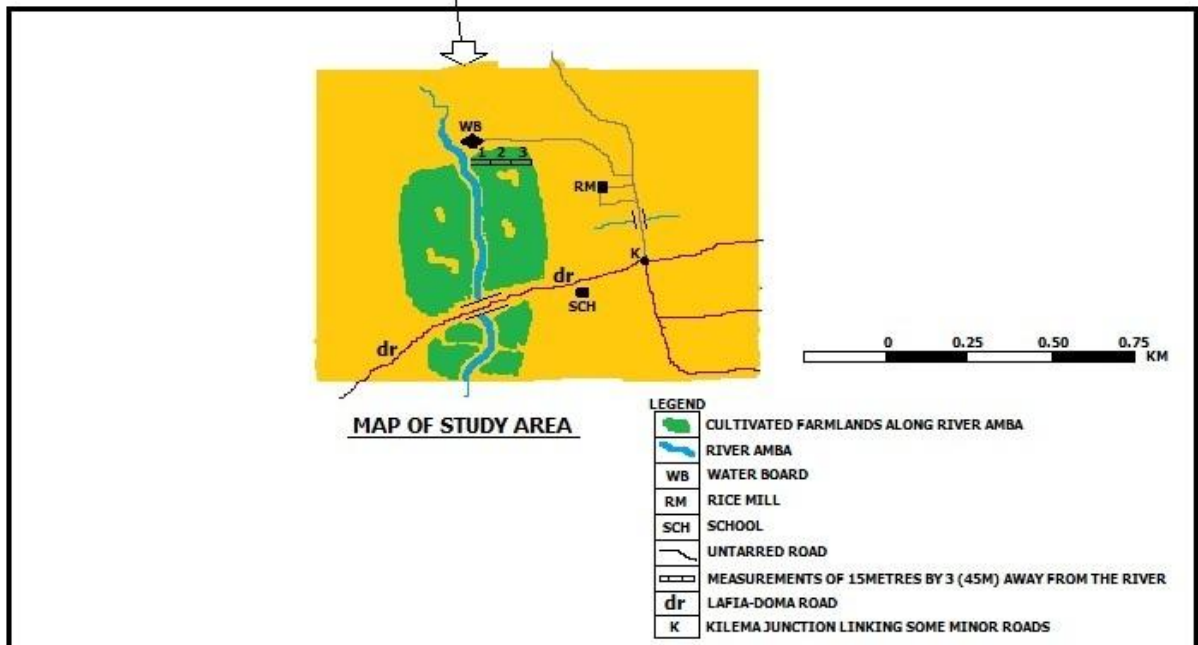 WB
1 2 3
RM
K
dr
SCH
dr
0 0.25 0.50 0.75
KM
MAP OF STUDY AREA
LEGEND
CULTIVATED FARMLANDS ALONG RIVER AMBA
RIVER AMBA
WB WATER BOARD
RM RICE MILL
SCH SCHOOL
UNTARRED ROAD
MEASUREMENTS OF 15METRES BY 3 (45M) AWAY FROM THE RIVER
dr LAFIA-DOMA ROAD
K KILEMA JUNCTION LINKING SOME MINOR ROADS